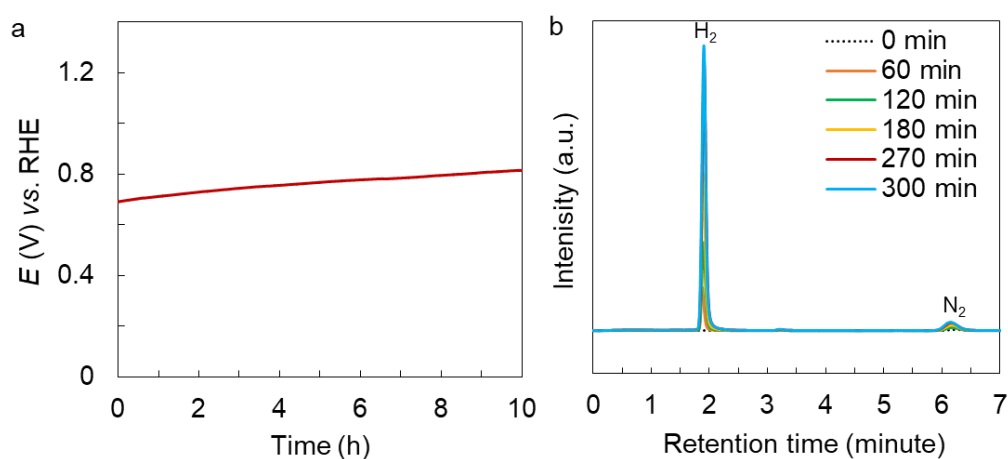 a
E (V) vs. RHE
1.2
0.8
0.4
0
0 2 4 6 8 10
Time (h)
b
Intenisity (a.u.)
H₂
N₂
0 min
60 min
120 min
180 min
270 min
300 min
0 1 2 3 4 5 6 7
Retention time (minute)